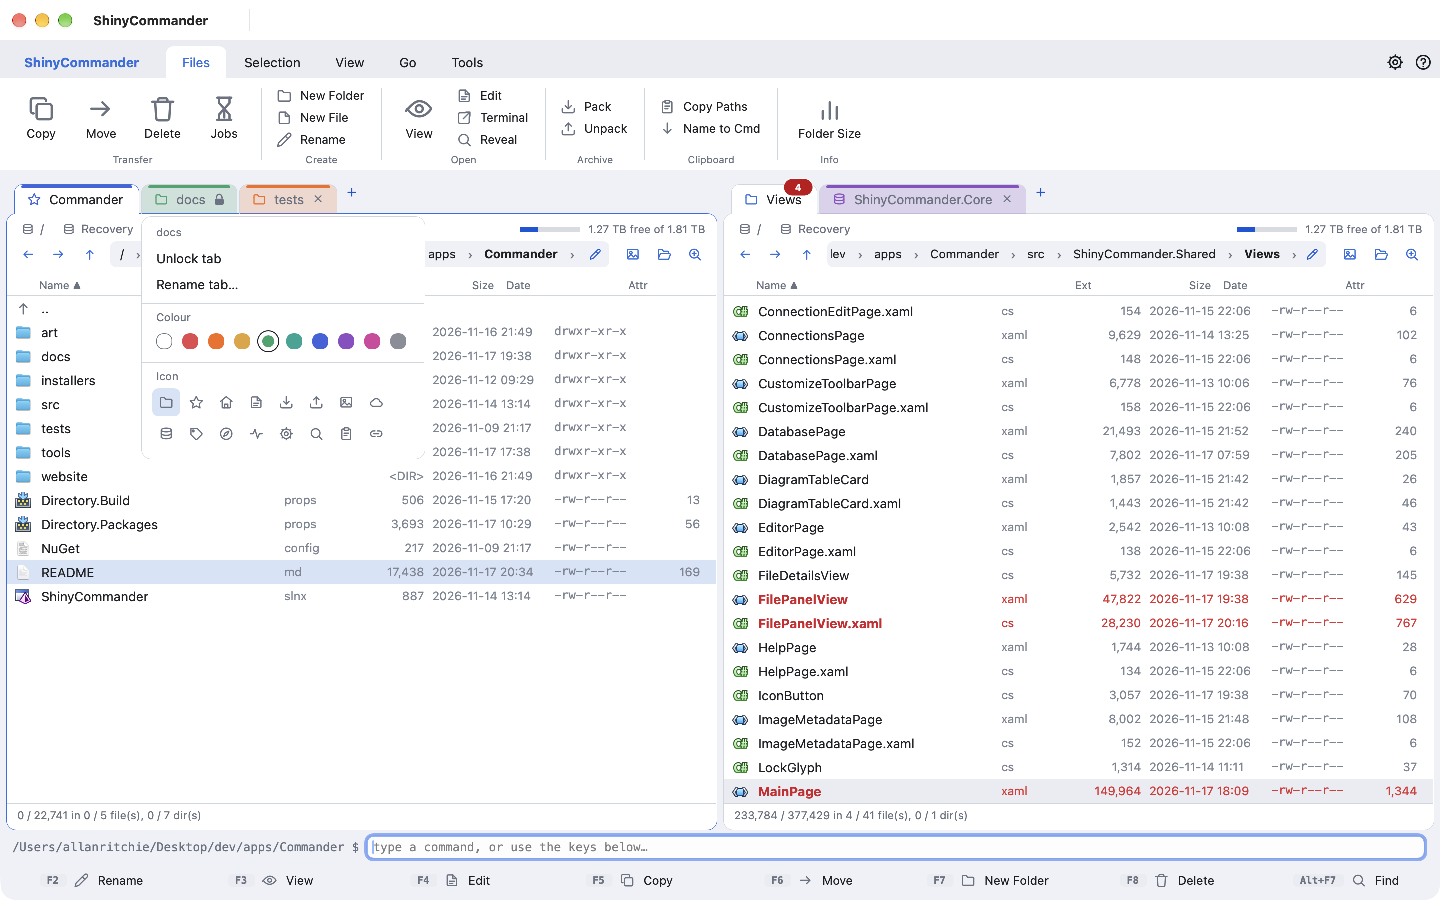 ShinyCommander
ShinyCommander Files Selection View Go Tools
Copy Move Delete Jobs
Transfer
New Folder
New File
Rename
Create
View
Edit
Terminal
Reveal
Open
Pack
Unpack
Archive
Copy Paths
Name to Cmd
Clipboard
Folder Size
Info
Commander docs tests × +
/ Recovery 1.27 TB free of 1.81 TB
/ › apps › Commander ›
Name ▲ Size Date Attr
..
art 2026-11-16 21:49 drwxr-xr-x
docs 2026-11-17 19:38 drwxr-xr-x
installers 2026-11-12 09:29 drwxr-xr-x
src 2026-11-14 13:14 drwxr-xr-x
tests 2026-11-09 21:17 drwxr-xr-x
tools 2026-11-17 17:38 drwxr-xr-x
website <DIR> 2026-11-16 21:49 drwxr-xr-x
Directory.Build props 506 2026-11-15 17:20 -rw-r--r-- 13
Directory.Packages props 3,693 2026-11-17 10:29 -rw-r--r-- 56
NuGet config 217 2026-11-09 21:17 -rw-r--r--
README md 17,438 2026-11-17 20:34 -rw-r--r-- 169
ShinyCommander slnx 887 2026-11-14 13:14 -rw-r--r--
0 / 22,741 in 0 / 5 file(s), 0 / 7 dir(s)
docs
Unlock tab
Rename tab...
Colour
Icon
Views 4 ShinyCommander.Core × +
/ Recovery 1.27 TB free of 1.81 TB
lev › apps › Commander › src › ShinyCommander.Shared › Views ›
Name ▲ Ext Size Date Attr
ConnectionEditPage.xaml cs 154 2026-11-15 22:06 -rw-r--r-- 6
ConnectionsPage xaml 9,629 2026-11-14 13:25 -rw-r--r-- 102
ConnectionsPage.xaml cs 148 2026-11-15 22:06 -rw-r--r-- 6
CustomizeToolbarPage xaml 6,778 2026-11-13 10:06 -rw-r--r-- 76
CustomizeToolbarPage.xaml cs 158 2026-11-15 22:06 -rw-r--r-- 6
DatabasePage xaml 21,493 2026-11-15 21:52 -rw-r--r-- 240
DatabasePage.xaml cs 7,802 2026-11-17 07:59 -rw-r--r-- 205
DiagramTableCard xaml 1,857 2026-11-15 21:42 -rw-r--r-- 26
DiagramTableCard.xaml cs 1,443 2026-11-15 21:42 -rw-r--r-- 46
EditorPage xaml 2,542 2026-11-13 10:08 -rw-r--r-- 43
EditorPage.xaml cs 138 2026-11-15 22:06 -rw-r--r-- 6
FileDetailsView cs 5,732 2026-11-17 19:38 -rw-r--r-- 145
FilePanelView xaml 47,822 2026-11-17 19:38 -rw-r--r-- 629
FilePanelView.xaml cs 28,230 2026-11-17 20:16 -rw-r--r-- 767
HelpPage xaml 1,744 2026-11-13 10:08 -rw-r--r-- 28
HelpPage.xaml cs 134 2026-11-15 22:06 -rw-r--r-- 6
IconButton cs 3,057 2026-11-17 19:38 -rw-r--r-- 70
ImageMetadataPage xaml 8,002 2026-11-15 21:48 -rw-r--r-- 108
ImageMetadataPage.xaml cs 152 2026-11-15 22:06 -rw-r--r-- 6
LockGlyph cs 1,314 2026-11-14 11:11 -rw-r--r-- 37
MainPage xaml 149,964 2026-11-17 18:09 -rw-r--r-- 1,344
233,784 / 377,429 in 4 / 41 file(s), 0 / 1 dir(s)
/Users/allanritchie/Desktop/dev/apps/Commander $ type a command, or use the keys below…
F2 Rename F3 View F4 Edit F5 Copy F6 Move F7 New Folder F8 Delete Alt+F7 Find